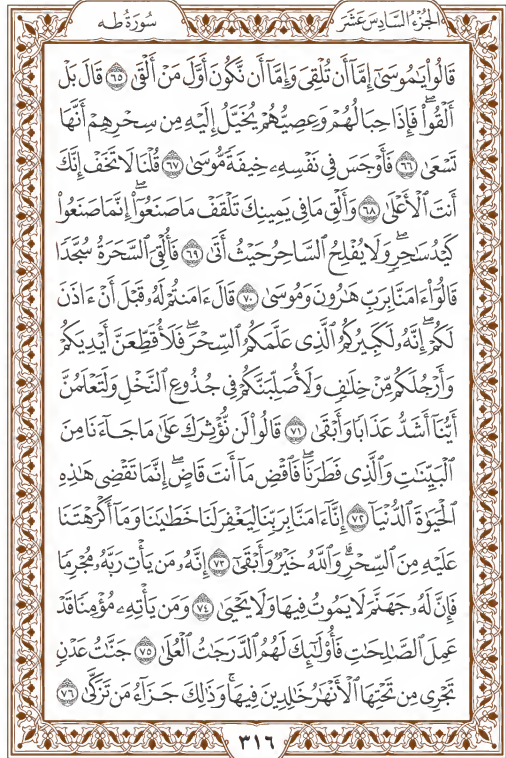 الجُزْءُ السَّادِسَ عَشَرَ
سُورَةُ طه
قَالُواْ يَٰمُوسَىٰٓ إِمَّآ أَن تُلْقِيَ وَإِمَّآ أَن نَّكُونَ أَوَّلَ مَنْ أَلْقَىٰ ٦٥ قَالَ بَلْ
أَلْقُواْۖ فَإِذَا حِبَالُهُمْ وَعِصِيُّهُمْ يُخَيَّلُ إِلَيْهِ مِن سِحْرِهِمْ أَنَّهَا
تَسْعَىٰ ٦٦ فَأَوْجَسَ فِي نَفْسِهِۦ خِيفَةً مُّوسَىٰ ٦٧ قُلْنَا لَا تَخَفْ إِنَّكَ
أَنتَ ٱلْأَعْلَىٰ ٦٨ وَأَلْقِ مَا فِي يَمِينِكَ تَلْقَفْ مَا صَنَعُوٓاْۖ إِنَّمَا صَنَعُواْ
كَيْدُ سَٰحِرٍۖ وَلَا يُفْلِحُ ٱلسَّاحِرُ حَيْثُ أَتَىٰ ٦٩ فَأُلْقِيَ ٱلسَّحَرَةُ سُجَّدٗا
قَالُوٓاْ ءَامَنَّا بِرَبِّ هَٰرُونَ وَمُوسَىٰ ٧٠ قَالَ ءَامَنتُمْ لَهُۥ قَبْلَ أَنْ ءَاذَنَ
لَكُمْۖ إِنَّهُۥ لَكَبِيرُكُمُ ٱلَّذِي عَلَّمَكُمُ ٱلسِّحْرَۖ فَلَأُقَطِّعَنَّ أَيْدِيَكُمْ
وَأَرْجُلَكُم مِّنْ خِلَٰفٖ وَلَأُصَلِّبَنَّكُمْ فِي جُذُوعِ ٱلنَّخْلِ وَلَتَعْلَمُنَّ
أَيُّنَآ أَشَدُّ عَذَابٗا وَأَبْقَىٰ ٧١ قَالُواْ لَن نُّؤْثِرَكَ عَلَىٰ مَا جَآءَنَا مِنَ
ٱلْبَيِّنَٰتِ وَٱلَّذِي فَطَرَنَاۖ فَٱقْضِ مَآ أَنتَ قَاضٍۖ إِنَّمَا تَقْضِي هَٰذِهِ
ٱلْحَيَوٰةَ ٱلدُّنْيَآ ٧٢ إِنَّآ ءَامَنَّا بِرَبِّنَا لِيَغْفِرَ لَنَا خَطَٰيَٰنَا وَمَآ أَكْرَهْتَنَا
عَلَيْهِ مِنَ ٱلسِّحْرِۗ وَٱللَّهُ خَيْرٞ وَأَبْقَىٰٓ ٧٣ إِنَّهُۥ مَن يَأْتِ رَبَّهُۥ مُجْرِمٗا
فَإِنَّ لَهُۥ جَهَنَّمَ لَا يَمُوتُ فِيهَا وَلَا يَحْيَىٰ ٧٤ وَمَن يَأْتِهِۦ مُؤْمِنٗا قَدْ
عَمِلَ ٱلصَّٰلِحَٰتِ فَأُوْلَٰٓئِكَ لَهُمُ ٱلدَّرَجَٰتُ ٱلْعُلَىٰ ٧٥ جَنَّٰتُ عَدْنٖ
تَجْرِي مِن تَحْتِهَا ٱلْأَنْهَٰرُ خَٰلِدِينَ فِيهَاۚ وَذَٰلِكَ جَزَآءُ مَن تَزَكَّىٰ ٧٦
٣١٦